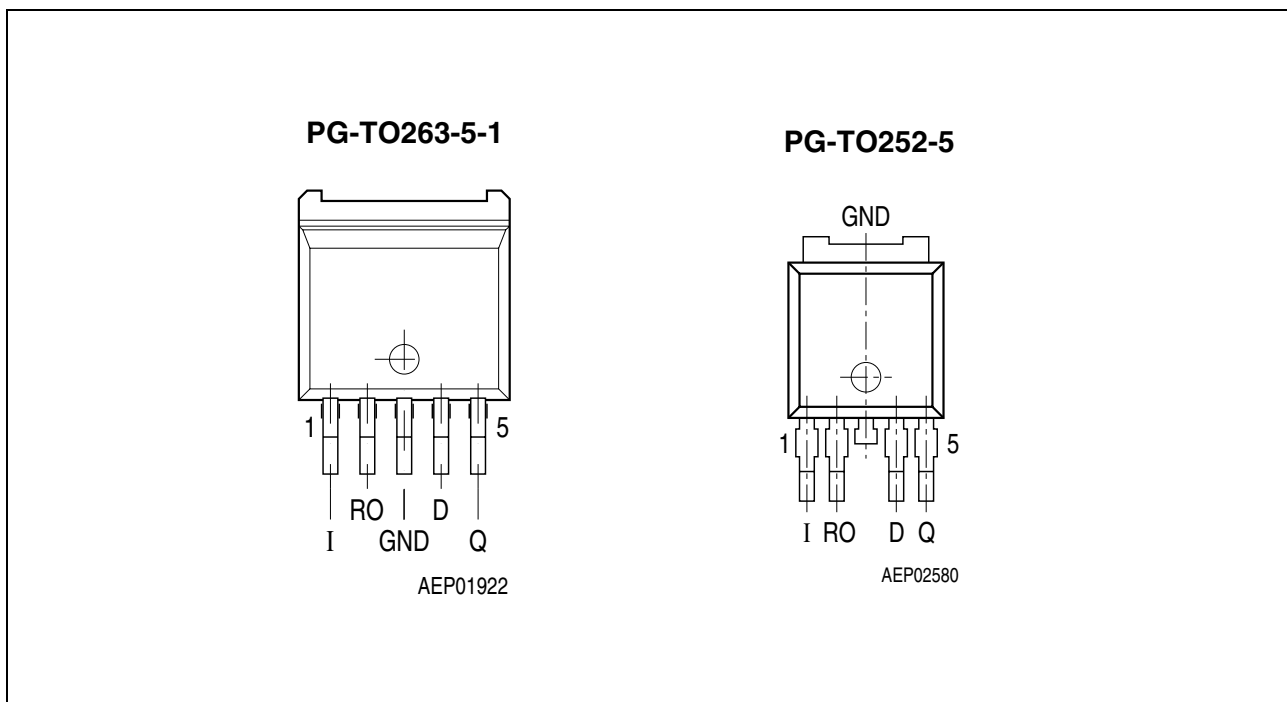 PG-TO263-5-1
1 5
RO D
I GND Q
AEP01922
PG-TO252-5
GND
1 5
I RO D Q
AEP02580